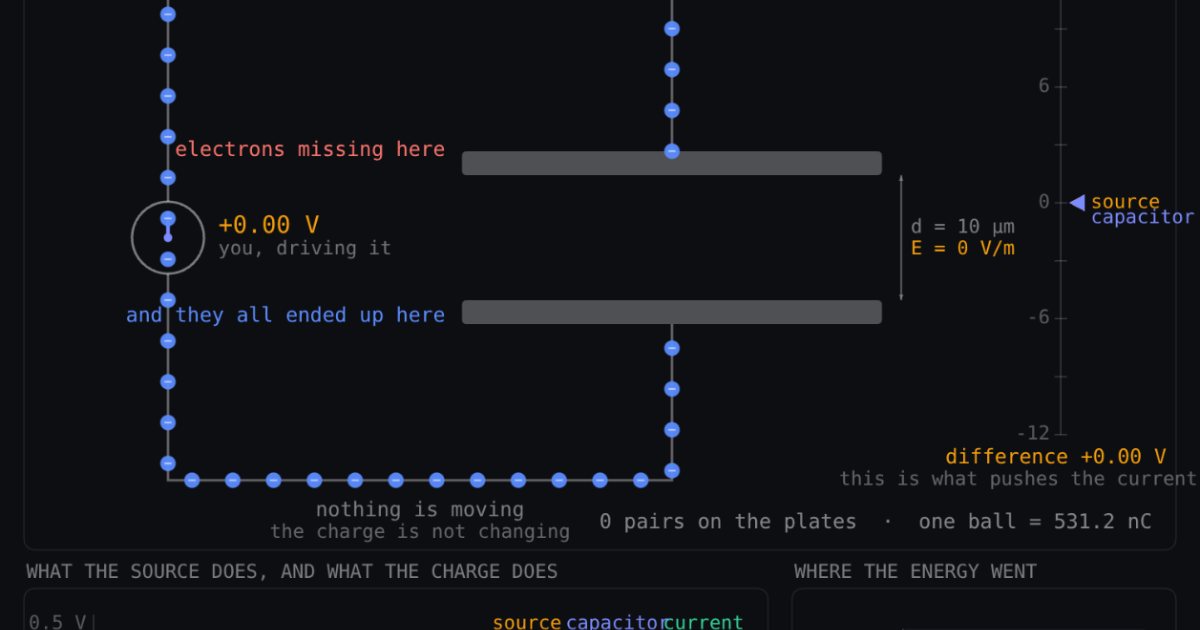 6
electrons missing here
0
source
capacitor
+0.00 V
you, driving it
d = 10 µm
E = 0 V/m
and they all ended up here
-6
-12
difference +0.00 V
this is what pushes the current
nothing is moving
the charge is not changing
0 pairs on the plates · one ball = 531.2 nC
WHAT THE SOURCE DOES, AND WHAT THE CHARGE DOES
WHERE THE ENERGY WENT
0.5 V
source capacitor current